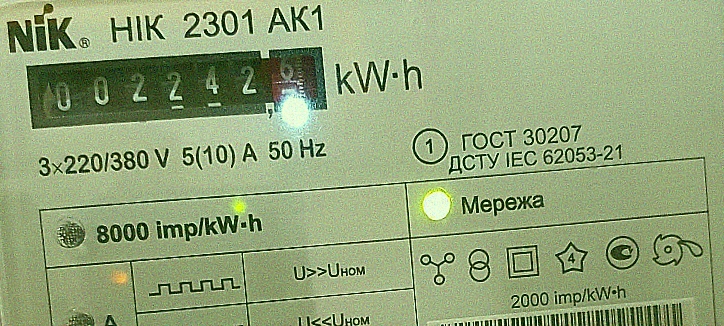 NiK® НІК 2301 АК1
0 0 2 2 4 2, 6 kW·h
3×220/380 V 5(10) A 50 Hz
1 ГОСТ 30207
ДСТУ IEC 62053-21
8000 imp/kW·h
Мережа
U>>Uном
4
2000 imp/kW·h
A
U<<Uном